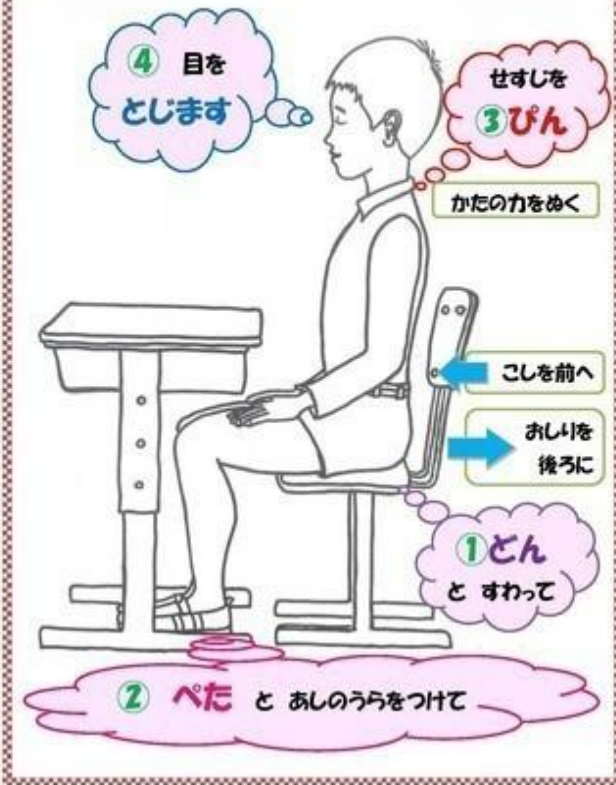 ④ 目を
とじます
せすじを
③ぴん
かたの力をぬく
こしを前へ
おしりを
後ろに
①どん
と すわって
② ぺた と あしのうらをつけて